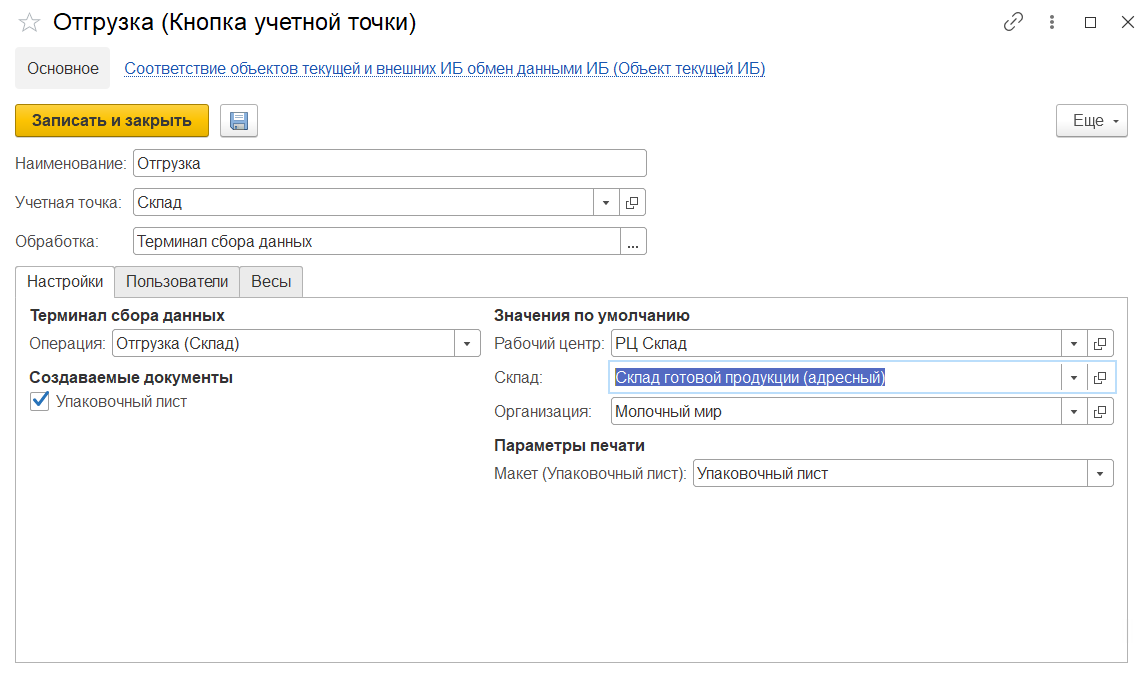 Отгрузка (Кнопка учетной точки)
Основное Соответствие объектов текущей и внешних ИБ обмен данными ИБ (Объект текущей ИБ)
Записать и закрыть Еще
Наименование: Отгрузка
Учетная точка: Склад
Обработка: Терминал сбора данных ...
Настройки Пользователи Весы
Терминал сбора данных Значения по умолчанию
Операция: Отгрузка (Склад) Рабочий центр: РЦ Склад
Создаваемые документы Склад: Склад готовой продукции (адресный)
Упаковочный лист Организация: Молочный мир
Параметры печати
Макет (Упаковочный лист): Упаковочный лист